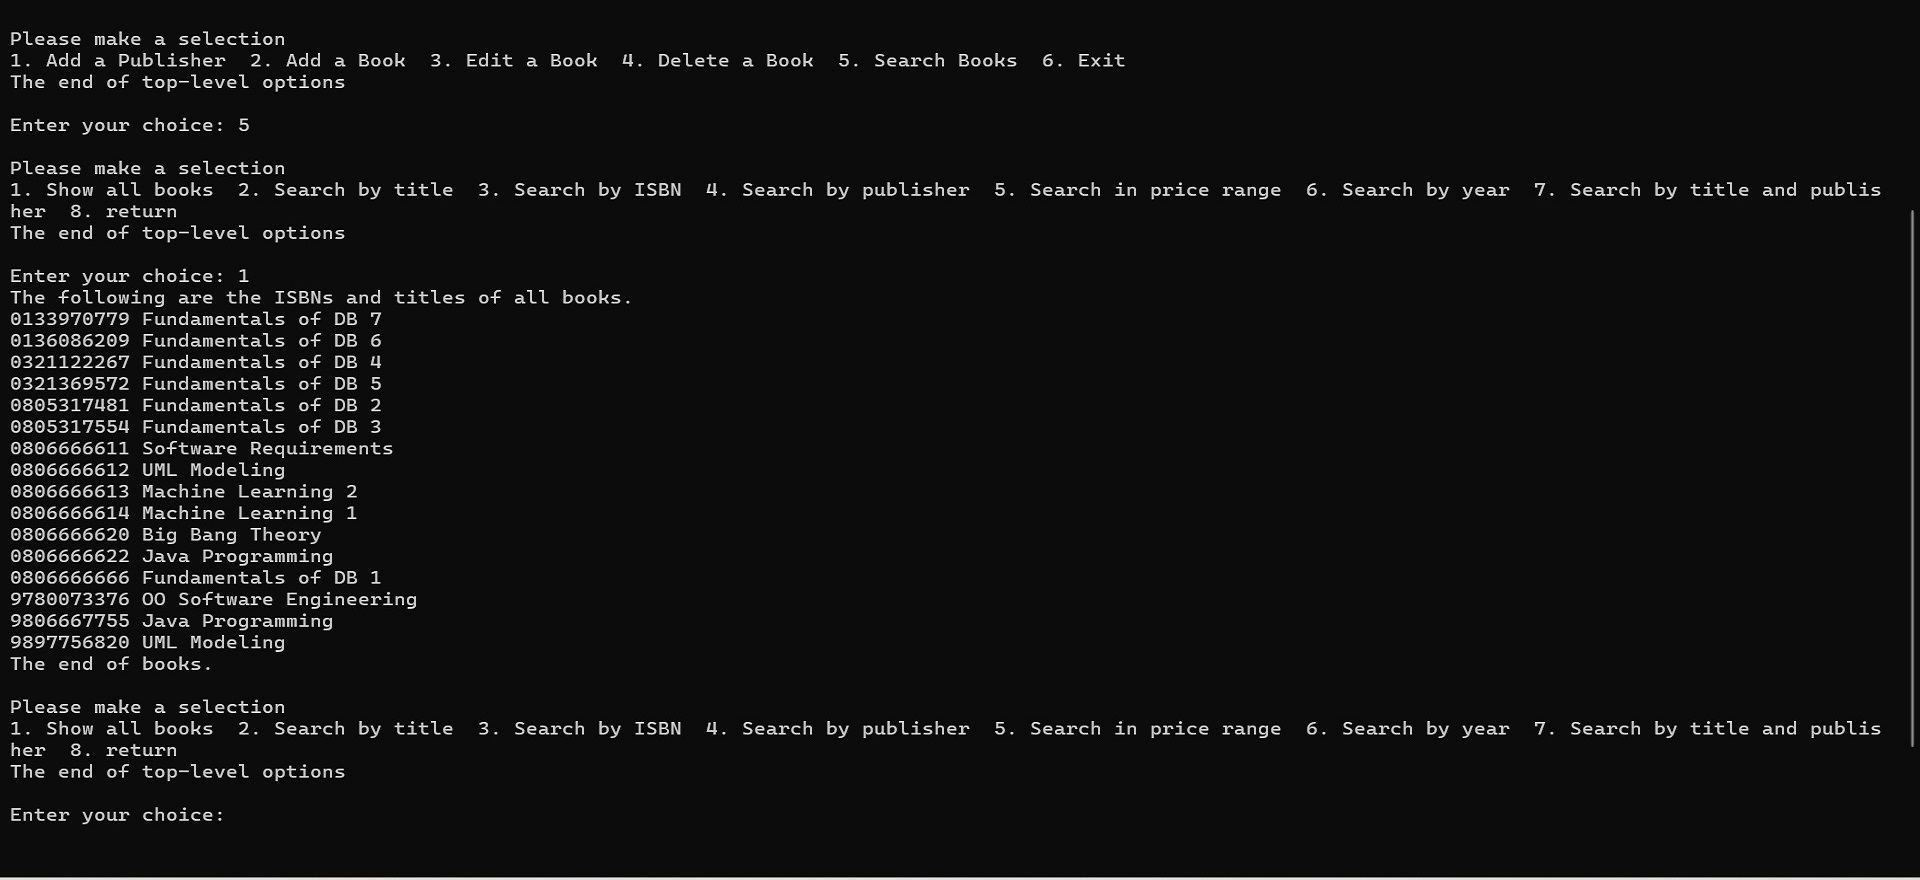 Please make a selection
1. Add a Publisher  2. Add a Book  3. Edit a Book  4. Delete a Book  5. Search Books  6. Exit
The end of top-level options
Enter your choice: 5
Please make a selection
1. Show all books  2. Search by title  3. Search by ISBN  4. Search by publisher  5. Search in price range  6. Search by year  7. Search by title and publis
her  8. return
The end of top-level options
Enter your choice: 1
The following are the ISBNs and titles of all books.
0133970779 Fundamentals of DB 7
0136086209 Fundamentals of DB 6
0321122267 Fundamentals of DB 4
0321369572 Fundamentals of DB 5
0805317481 Fundamentals of DB 2
0805317554 Fundamentals of DB 3
0806666611 Software Requirements
0806666612 UML Modeling
0806666613 Machine Learning 2
0806666614 Machine Learning 1
0806666620 Big Bang Theory
0806666622 Java Programming
0806666666 Fundamentals of DB 1
9780073376 OO Software Engineering
9806667755 Java Programming
9897756820 UML Modeling
The end of books.
Please make a selection
1. Show all books  2. Search by title  3. Search by ISBN  4. Search by publisher  5. Search in price range  6. Search by year  7. Search by title and publis
her  8. return
The end of top-level options
Enter your choice: